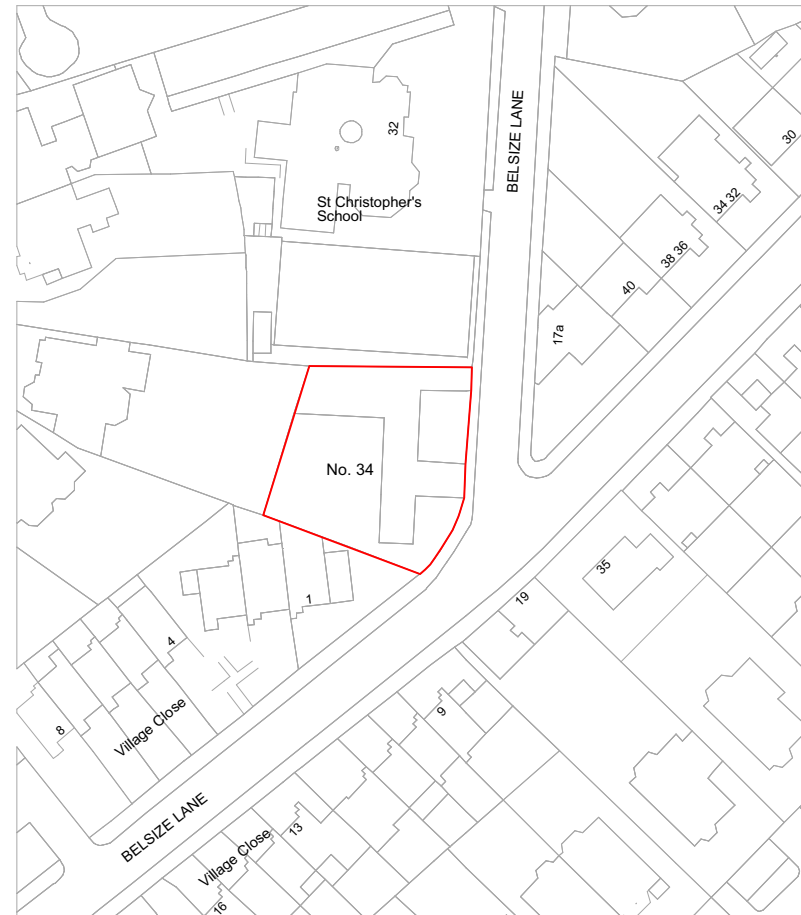 BELSIZE LANE
32
30
St Christopher's
School
34 32
38 36
40
17a
No. 34
35
19
1
4
9
8
Village Close
BELSIZE LANE
13
Village Close
16